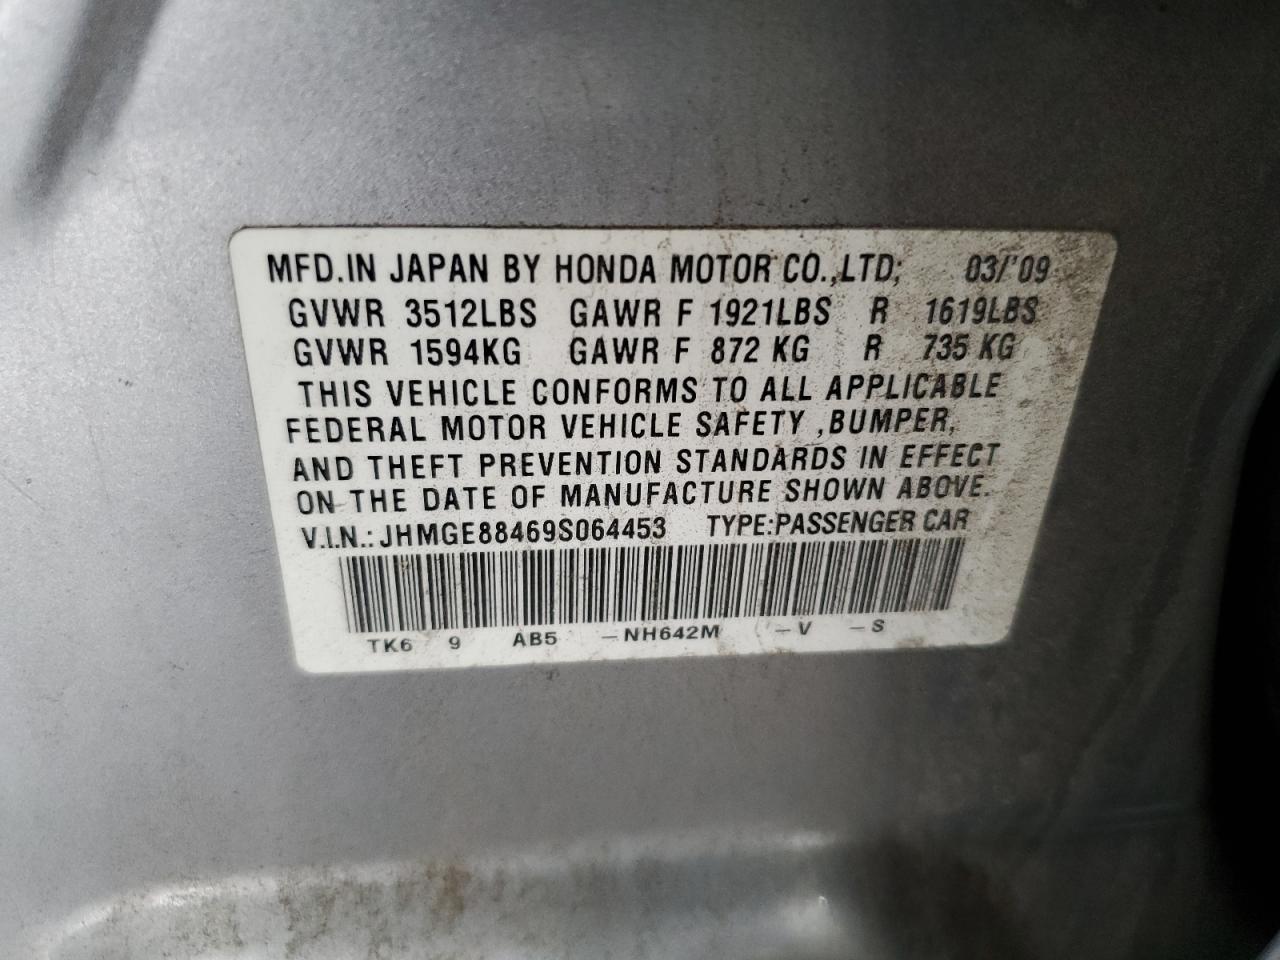 MFD.IN JAPAN BY HONDA MOTOR CO.,LTD; 03/'09
GVWR 3512LBS GAWR F 1921LBS R 1619LBS
GVWR 1594KG GAWR F 872 KG R 735 KG
THIS VEHICLE CONFORMS TO ALL APPLICABLE
FEDERAL MOTOR VEHICLE SAFETY ,BUMPER,
AND THEFT PREVENTION STANDARDS IN EFFECT
ON THE DATE OF MANUFACTURE SHOWN ABOVE.
V.I.N.: JHMGE88469S064453 TYPE:PASSENGER CAR
TK6 9 AB5 -NH642M -V -S